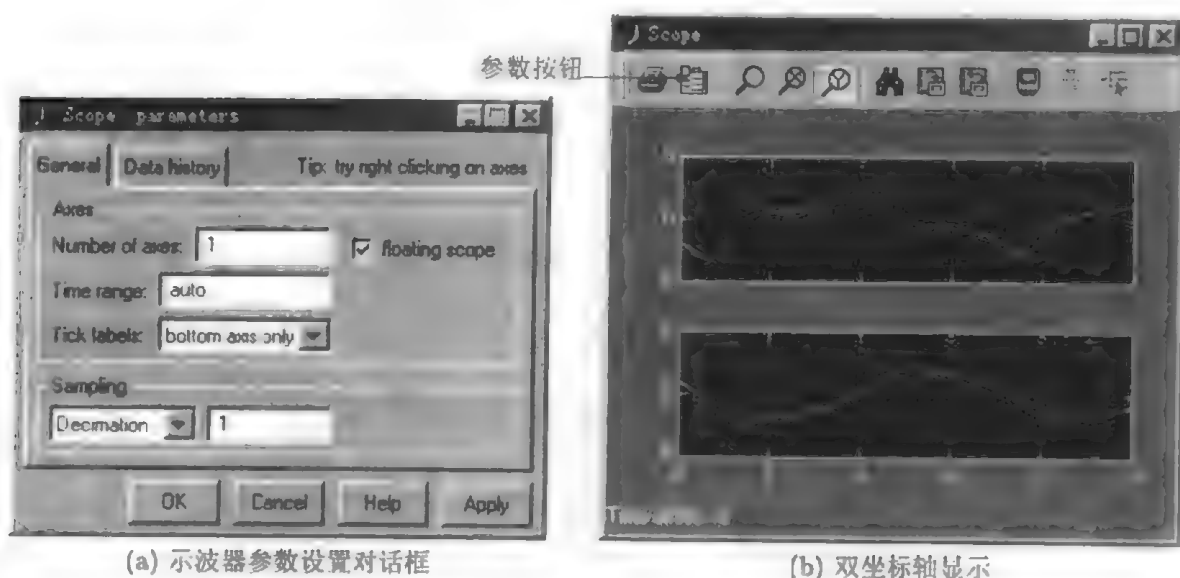 Scope
参数按钮
Scope parameters
General Data history Tip: try right clicking on axes
Axes
Number of axes: 1 floating scope
Time range: auto
Tick labels: bottom axis only
Sampling
Decimation 1
OK Cancel Help Apply
(a) 示波器参数设置对话框
(b) 双坐标轴显示